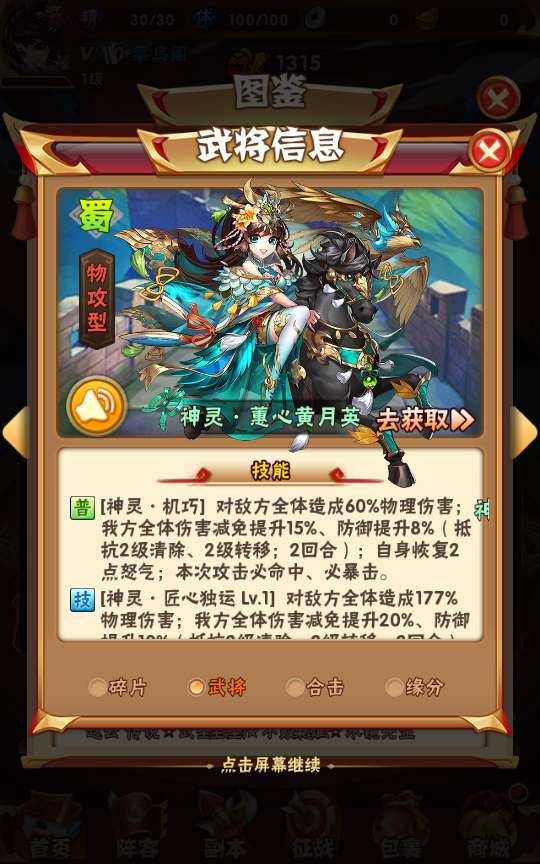 精 30/30 体 100/100 0 0
1级
1315
图鉴
武将信息
蜀
物攻型
神灵·蕙心黄月英 去获取
技能
普 [神灵·机巧] 对敌方全体造成60%物理伤害；
我方全体伤害减免提升15%、防御提升8%（抵
抗2级清除、2级转移；2回合）；自身恢复2
点怒气；本次攻击必命中、必暴击。
神
技 [神灵·匠心独运 Lv.1] 对敌方全体造成177%
物理伤害；我方全体伤害减免提升20%、防御
碎片 武将 合击 缘分
点击屏幕继续
首页 阵容 副本 征战 包裹 商城